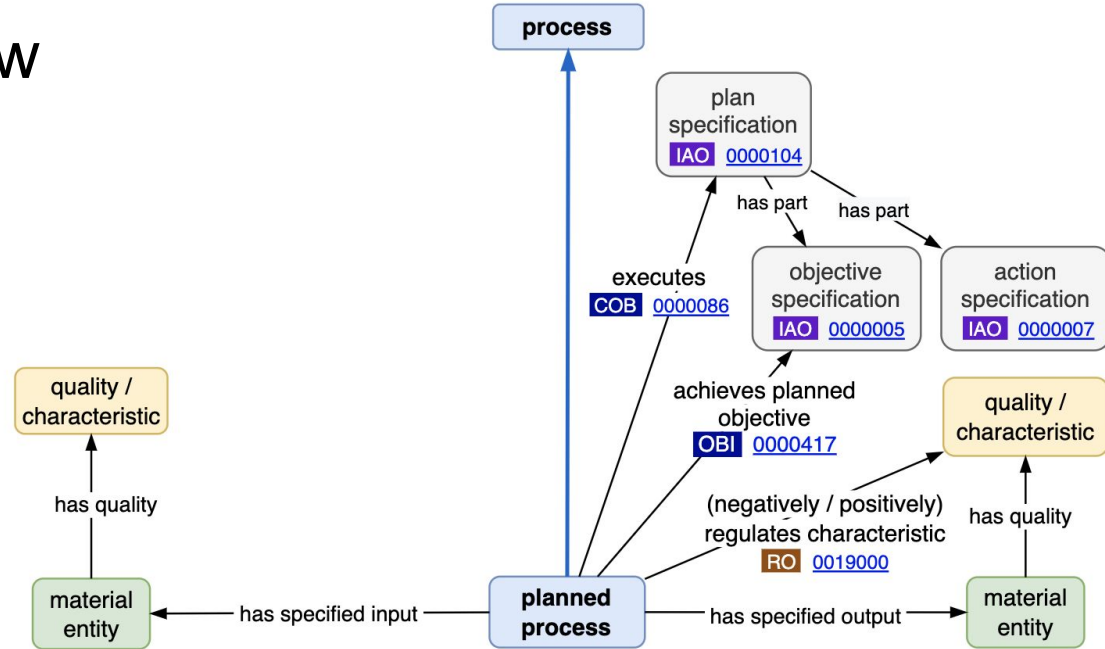 w
process
plan
specification
IAO 0000104
has part
has part
executes
COB 0000086
objective
specification
IAO 0000005
action
specification
IAO 0000007
quality /
characteristic
achieves planned
objective
OBI 0000417
quality /
characteristic
has quality
(negatively / positively)
regulates characteristic
RO 0019000
has quality
material
entity
has specified input
planned
process
has specified output
material
entity